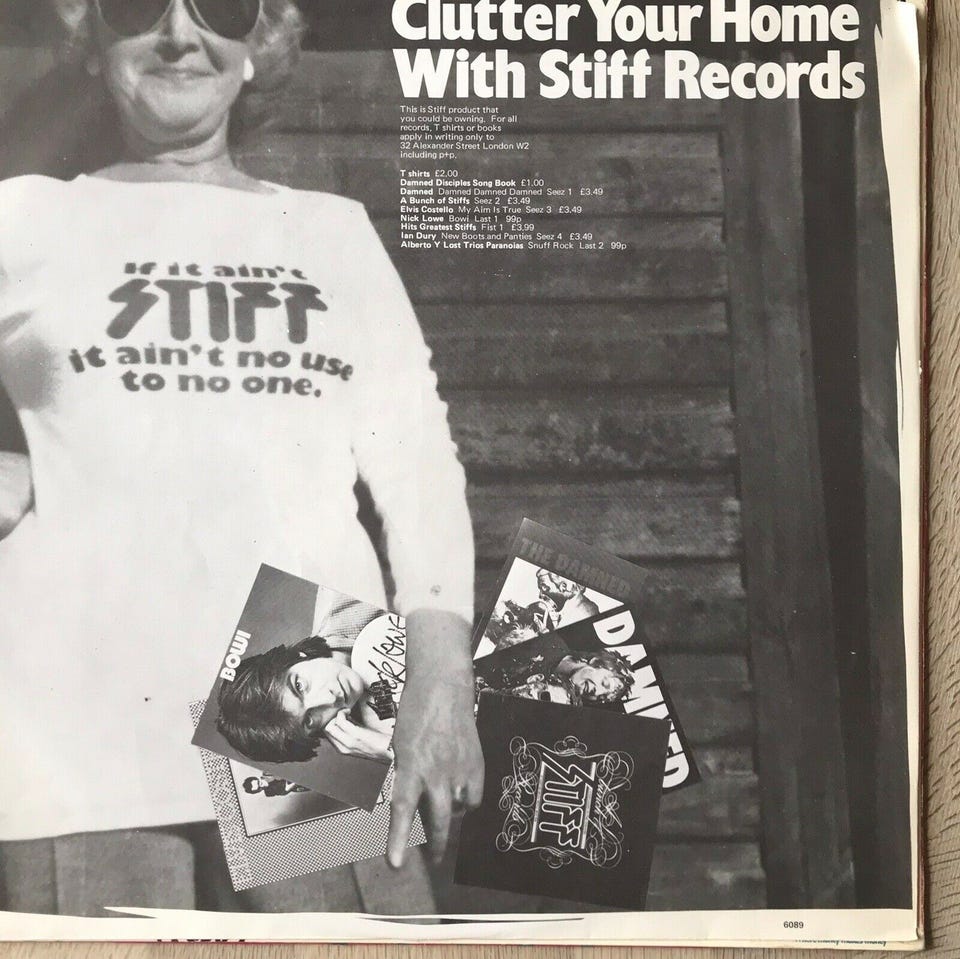 Clutter Your Home
With Stiff Records
This is Stiff product that
you could be owning. For all
records, T shirts or books
apply in writing only to
32 Alexander Street London W2
including p+p.
T shirts £2.00
Damned Disciples Song Book £1.00
Damned Damned Damned Damned Seez 1 £3.49
A Bunch of Stiffs Seez 2 £3.49
Elvis Costello My Aim Is True Seez 3 £3.49
Nick Lowe Bowi Last 1 99p
Hits Greatest Stiffs Fist 1 £3.99
Ian Dury New Boots and Panties Seez 4 £3.49
Alberto Y Lost Trios Paranoias Snuff Rock Last 2 99p
If it ain't
STIFF
it ain't no use
to no one.
BOWI
Lowe
THE DAMNED
DAMNED
STIFF
6089